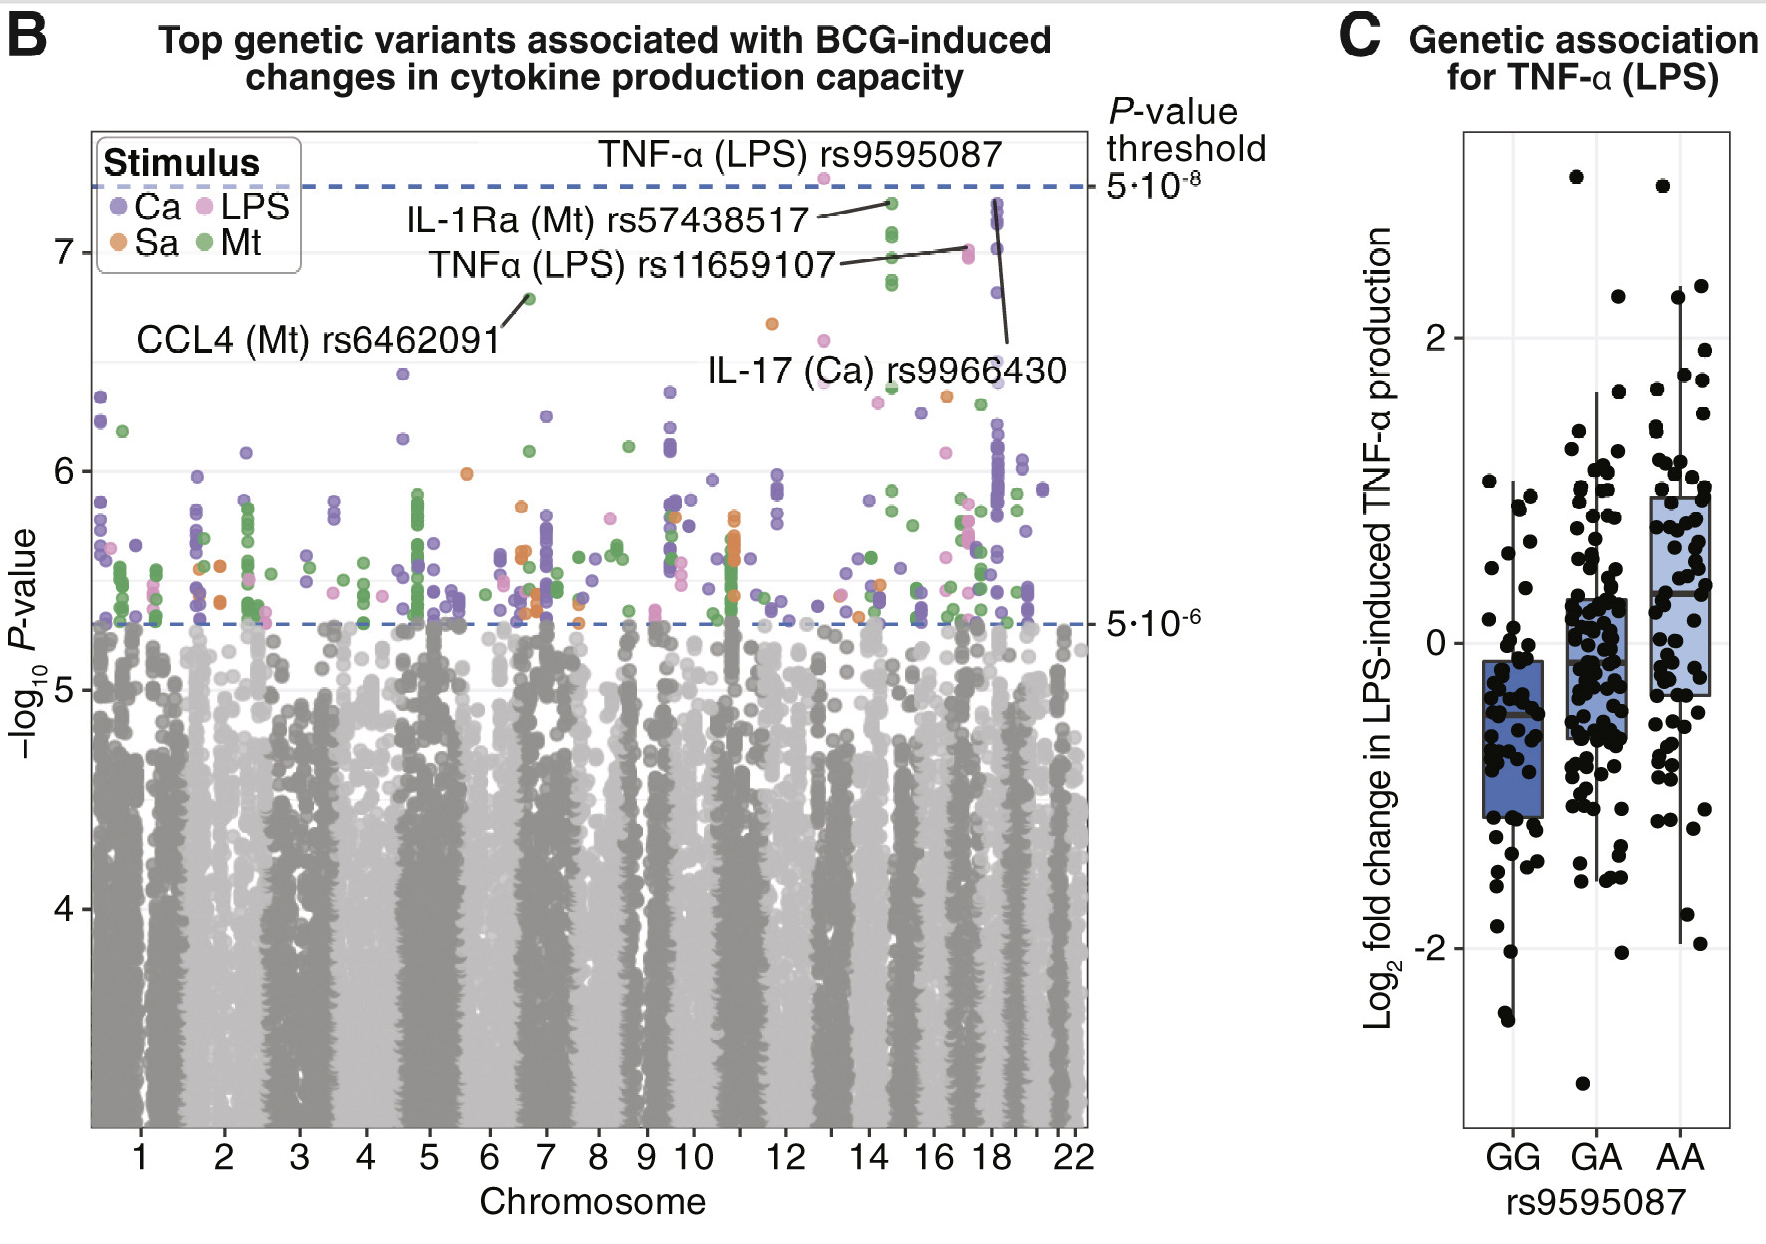 B
Top genetic variants associated with BCG-induced
changes in cytokine production capacity
P-value
threshold
5·10-8
5·10-6
Stimulus
Ca
LPS
Sa
Mt
TNF-α (LPS) rs9595087
IL-1Ra (Mt) rs57438517
TNFα (LPS) rs11659107
CCL4 (Mt) rs6462091
IL-17 (Ca) rs9966430
–log10 P-value
7
6
5
4
1 2 3 4 5 6 7 8 9 10 12 14 16 18 22
Chromosome
C
Genetic association
for TNF-α (LPS)
Log2 fold change in LPS-induced TNF-α production
2
0
-2
GG GA AA
rs9595087